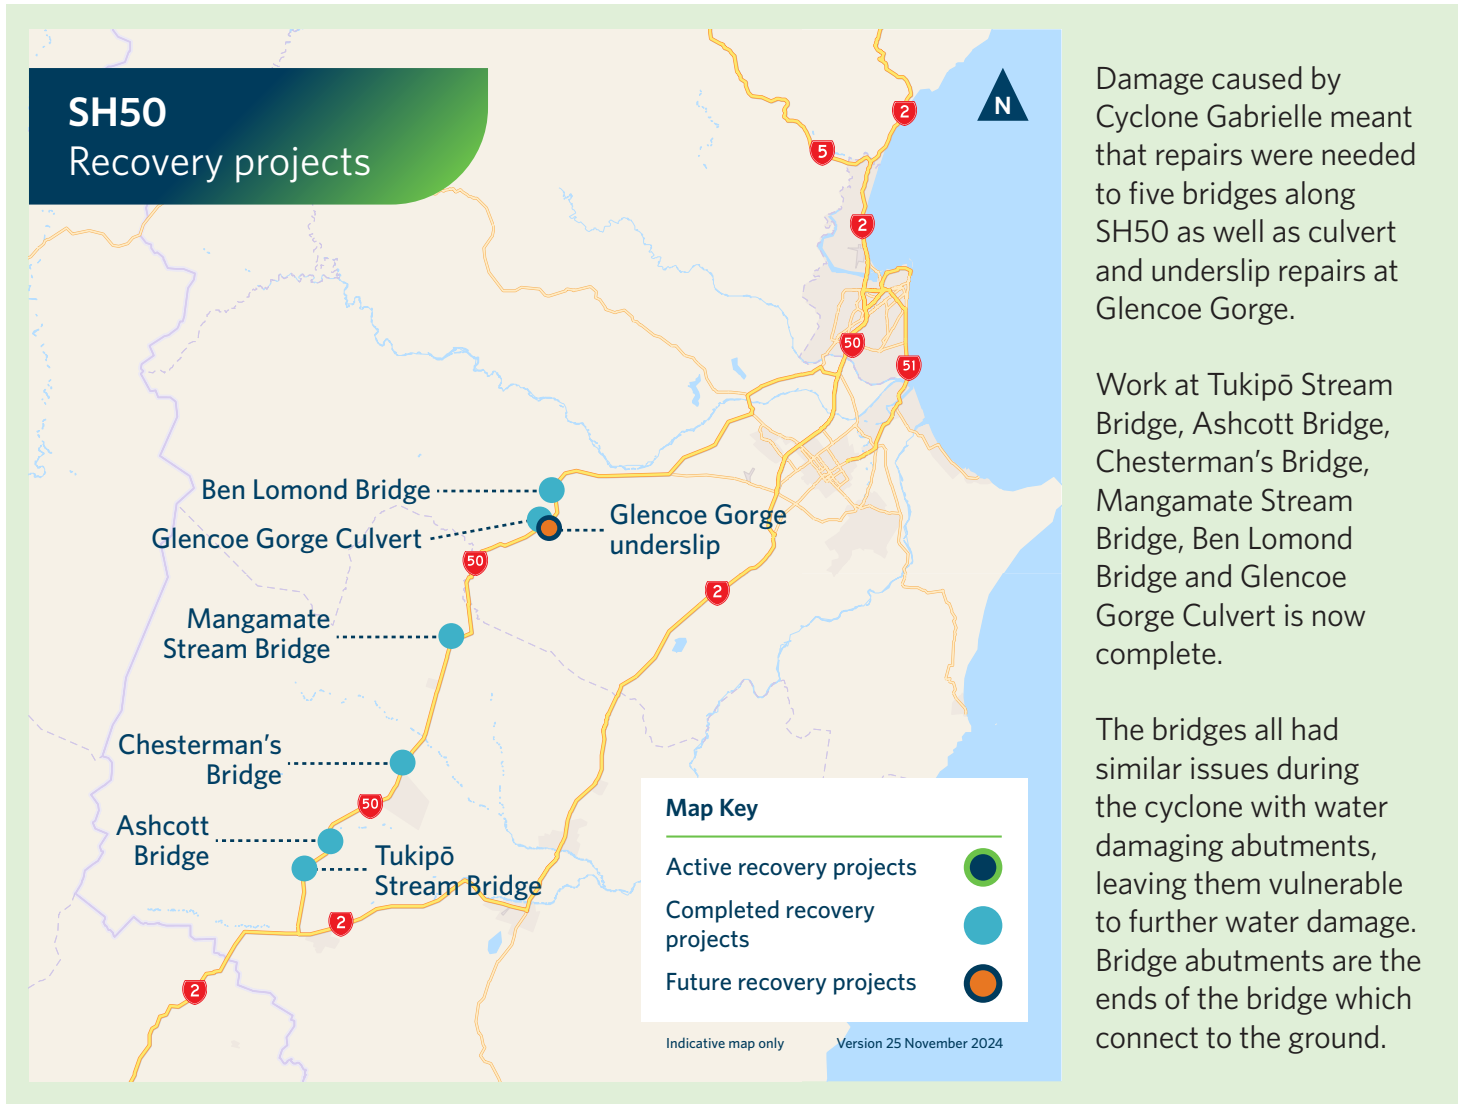 SH50
Recovery projects
N
2
5
2
50
51
Ben Lomond Bridge
Glencoe Gorge Culvert
Glencoe Gorge
underslip
50
2
Mangamate
Stream Bridge
Chesterman's
Bridge
50
Ashcott
Bridge
Tukipō
Stream Bridge
2
2
Map Key
Active recovery projects
Completed recovery
projects
Future recovery projects
Indicative map only
Version 25 November 2024
Damage caused by
Cyclone Gabrielle meant
that repairs were needed
to five bridges along
SH50 as well as culvert
and underslip repairs at
Glencoe Gorge.
Work at Tukipō Stream
Bridge, Ashcott Bridge,
Chesterman's Bridge,
Mangamate Stream
Bridge, Ben Lomond
Bridge and Glencoe
Gorge Culvert is now
complete.
The bridges all had
similar issues during
the cyclone with water
damaging abutments,
leaving them vulnerable
to further water damage.
Bridge abutments are the
ends of the bridge which
connect to the ground.